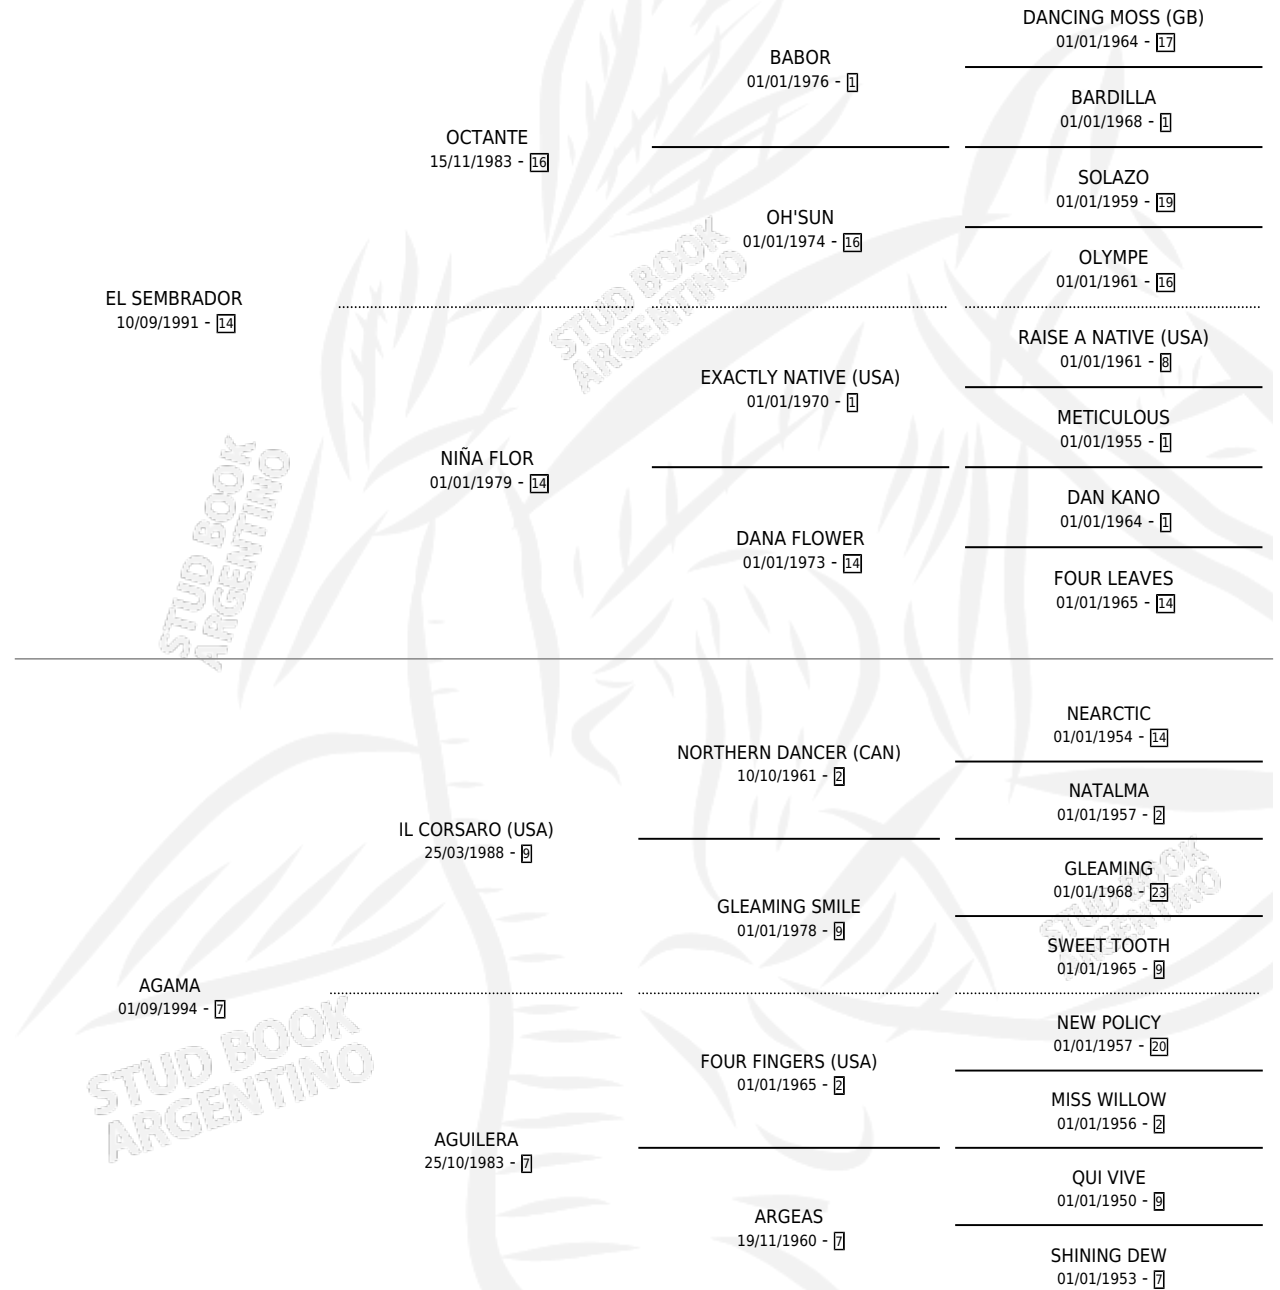 DANCING MOSS (GB)
01/01/1964 - 17
BABOR
01/01/1976 - 1
BARDILLA
01/01/1968 - 1
OCTANTE
15/11/1983 - 16
SOLAZO
01/01/1959 - 19
OH'SUN
01/01/1974 - 16
OLYMPE
01/01/1961 - 16
EL SEMBRADOR
10/09/1991 - 14
RAISE A NATIVE (USA)
01/01/1961 - 8
EXACTLY NATIVE (USA)
01/01/1970 - 1
METICULOUS
01/01/1955 - 1
NIÑA FLOR
01/01/1979 - 14
DAN KANO
01/01/1964 - 1
DANA FLOWER
01/01/1973 - 14
FOUR LEAVES
01/01/1965 - 14
NEARCTIC
01/01/1954 - 14
NORTHERN DANCER (CAN)
10/10/1961 - 2
NATALMA
01/01/1957 - 2
IL CORSARO (USA)
25/03/1988 - 9
GLEAMING
01/01/1968 - 23
GLEAMING SMILE
01/01/1978 - 9
SWEET TOOTH
01/01/1965 - 9
AGAMA
01/09/1994 - 7
NEW POLICY
01/01/1957 - 20
FOUR FINGERS (USA)
01/01/1965 - 2
MISS WILLOW
01/01/1956 - 2
AGUILERA
25/10/1983 - 7
QUI VIVE
01/01/1950 - 9
ARGEAS
19/11/1960 - 7
SHINING DEW
01/01/1953 - 7
STUD BOOK
ARGENTINO
STUD BOOK
ARGENTINO
STUD BOOK
ARGENTINO
STUD BOOK
ARGENTINO